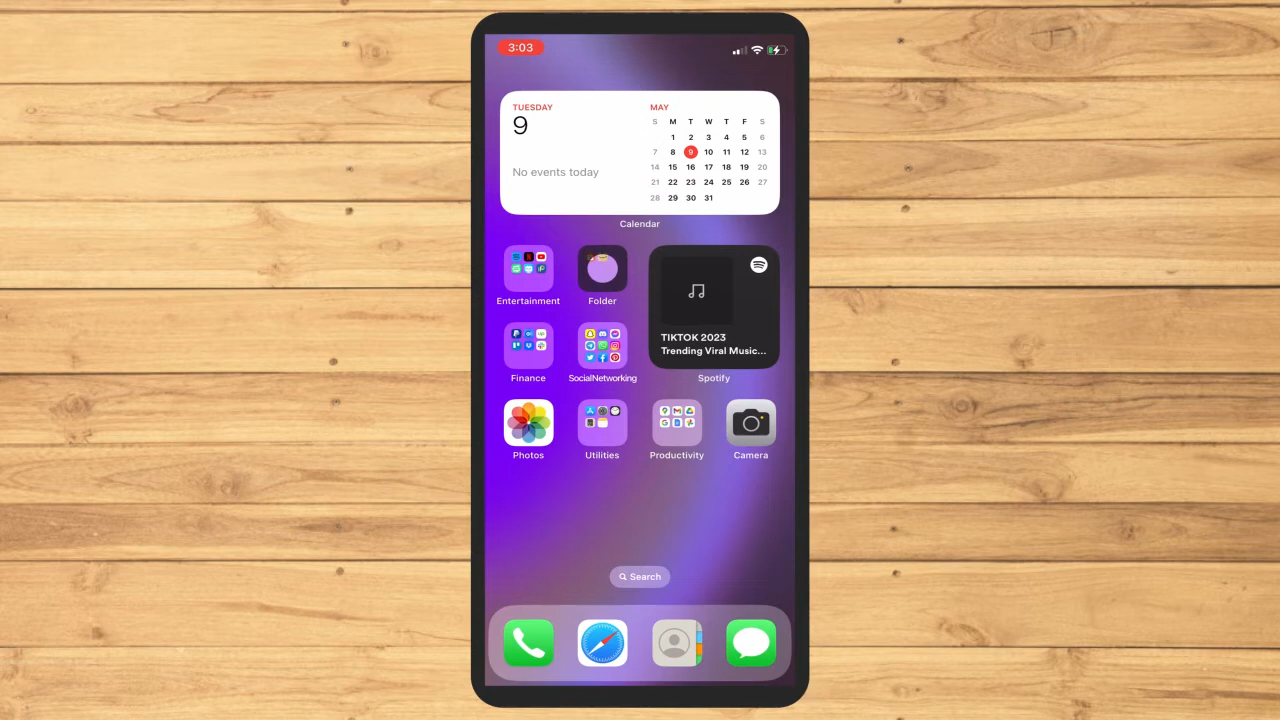 3:03
TUESDAY
9
No events today
MAY
S M T W T F S
1 2 3 4 5 6
7 8 9 10 11 12 13
14 15 16 17 18 19 20
21 22 23 24 25 26 27
28 29 30 31
Calendar
Entertainment
Folder
TIKTOK 2023
Trending Viral Music...
Finance
SocialNetworking
Spotify
Photos
Utilities
Productivity
Camera
Search